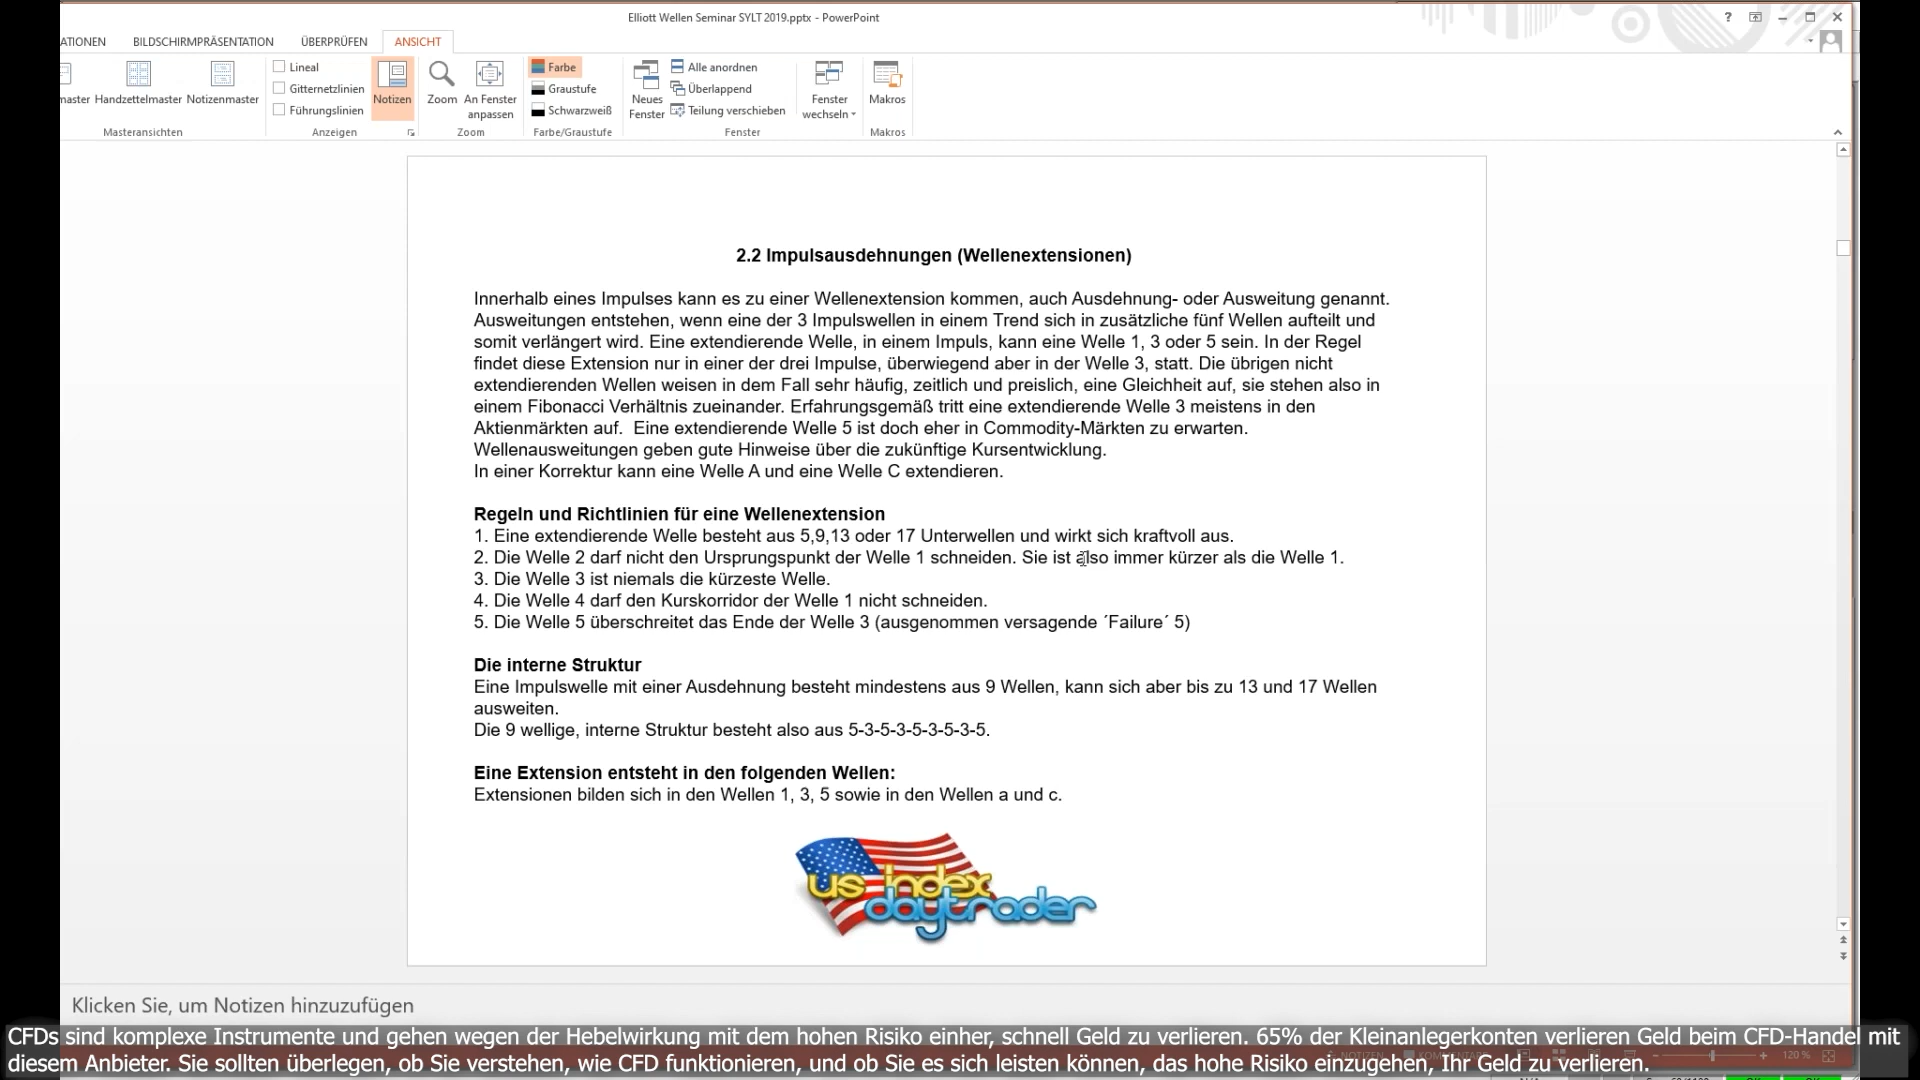 Elliott Wellen Seminar SYLT 2019.pptx - PowerPoint
ATIONEN BILDSCHIRMPRÄSENTATION ÜBERPRÜFEN ANSICHT
Lineal
Gitternetzlinien
Führungslinien
master Handzettelmaster Notizenmaster
Notizen
Zoom
An Fenster
anpassen
Farbe
Graustufe
Schwarzweiß
Neues
Fenster
Alle anordnen
Überlappend
Teilung verschieben
Fenster
wechseln
Makros
Masteransichten Anzeigen Zoom Farbe/Graustufe Fenster Makros
2.2 Impulsausdehnungen (Wellenextensionen)
Innerhalb eines Impulses kann es zu einer Wellenextension kommen, auch Ausdehnung- oder Ausweitung genannt.
Ausweitungen entstehen, wenn eine der 3 Impulswellen in einem Trend sich in zusätzliche fünf Wellen aufteilt und
somit verlängert wird. Eine extendierende Welle, in einem Impuls, kann eine Welle 1, 3 oder 5 sein. In der Regel
findet diese Extension nur in einer der drei Impulse, überwiegend aber in der Welle 3, statt. Die übrigen nicht
extendierenden Wellen weisen in dem Fall sehr häufig, zeitlich und preislich, eine Gleichheit auf, sie stehen also in
einem Fibonacci Verhältnis zueinander. Erfahrungsgemäß tritt eine extendierende Welle 3 meistens in den
Aktienmärkten auf.  Eine extendierende Welle 5 ist doch eher in Commodity-Märkten zu erwarten.
Wellenausweitungen geben gute Hinweise über die zukünftige Kursentwicklung.
In einer Korrektur kann eine Welle A und eine Welle C extendieren.
Regeln und Richtlinien für eine Wellenextension
1. Eine extendierende Welle besteht aus 5,9,13 oder 17 Unterwellen und wirkt sich kraftvoll aus.
2. Die Welle 2 darf nicht den Ursprungspunkt der Welle 1 schneiden. Sie ist also immer kürzer als die Welle 1.
3. Die Welle 3 ist niemals die kürzeste Welle.
4. Die Welle 4 darf den Kurskorridor der Welle 1 nicht schneiden.
5. Die Welle 5 überschreitet das Ende der Welle 3 (ausgenommen versagende ´Failure´ 5)
Die interne Struktur
Eine Impulswelle mit einer Ausdehnung besteht mindestens aus 9 Wellen, kann sich aber bis zu 13 und 17 Wellen
ausweiten.
Die 9 wellige, interne Struktur besteht also aus 5-3-5-3-5-3-5-3-5.
Eine Extension entsteht in den folgenden Wellen:
Extensionen bilden sich in den Wellen 1, 3, 5 sowie in den Wellen a und c.
us index
daytrader
Klicken Sie, um Notizen hinzuzufügen
CFDs sind komplexe Instrumente und gehen wegen der Hebelwirkung mit dem hohen Risiko einher, schnell Geld zu verlieren. 65% der Kleinanlegerkonten verlieren Geld beim CFD-Handel mit
diesem Anbieter. Sie sollten überlegen, ob Sie verstehen, wie CFD funktionieren, und ob Sie es sich leisten können, das hohe Risiko einzugehen, Ihr Geld zu verlieren.
120 %